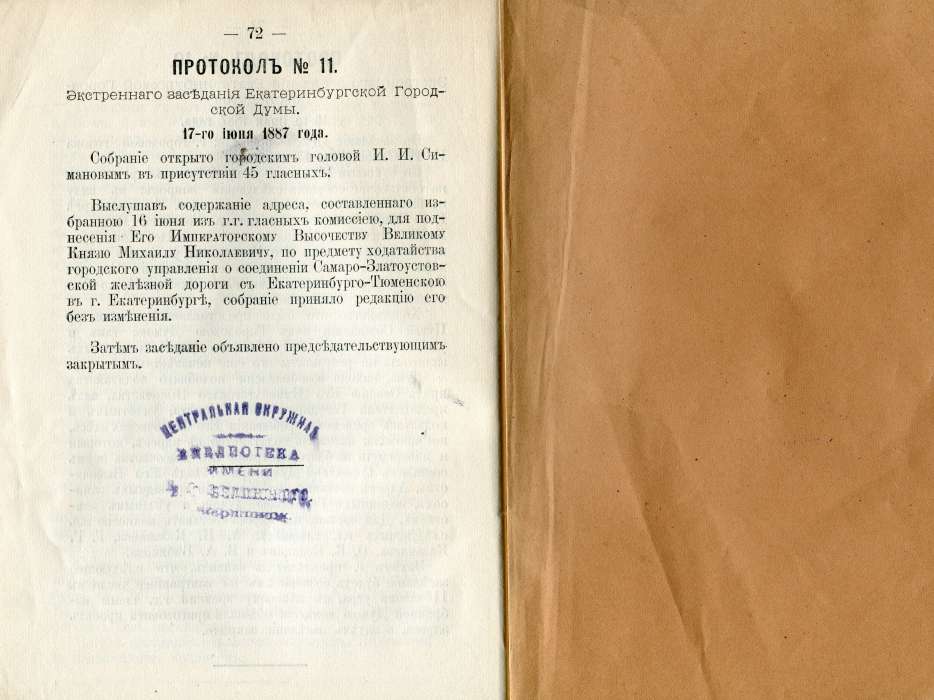 — 72 —
ПРОТОКОЛЪ № 11.
Экстреннаго засѣданія Екатеринбургской Город-
ской Думы.
17-го іюня 1887 года.
Собраніе открыто городскимъ головой И. И. Си-
мановымъ въ присутствіи 45 гласныхъ.
Выслушавъ содержаніе адреса, составленнаго из-
бранною 16 іюня изъ г.г. гласныхъ комиссіею, для под-
несенія Его Императорскому Высочеству Великому
Князю Михаилу Николаевичу, по предмету ходатайства
городского управленія о соединеніи Самаро-Златоустов-
ской желѣзной дороги съ Екатеринбурго-Тюменскою
въ г. Екатеринбургѣ, собраніе приняло редакцію его
безъ измѣненія.
Затѣмъ засѣданіе объявлено предсѣдательствующимъ
закрытымъ.
ЦЕНТРАЛЬНАЯ ОКРУЖНАЯ
БИБЛИОТЕКА
ИМЕНИ